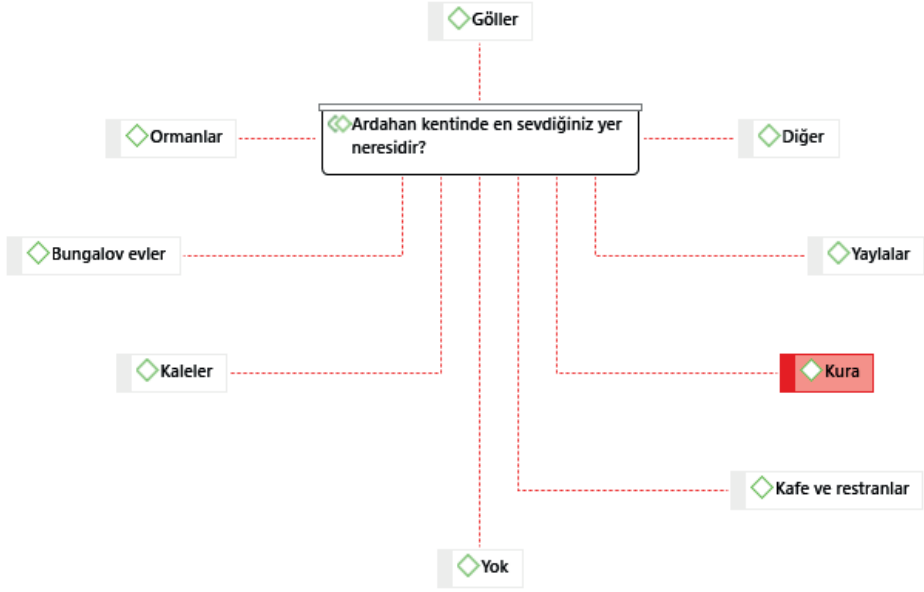 Göller
Ardahan kentinde en sevdiğiniz yer
neresidir?
Ormanlar
Diğer
Bungalov evler
Yaylalar
Kaleler
Kura
Kafe ve restranlar
Yok